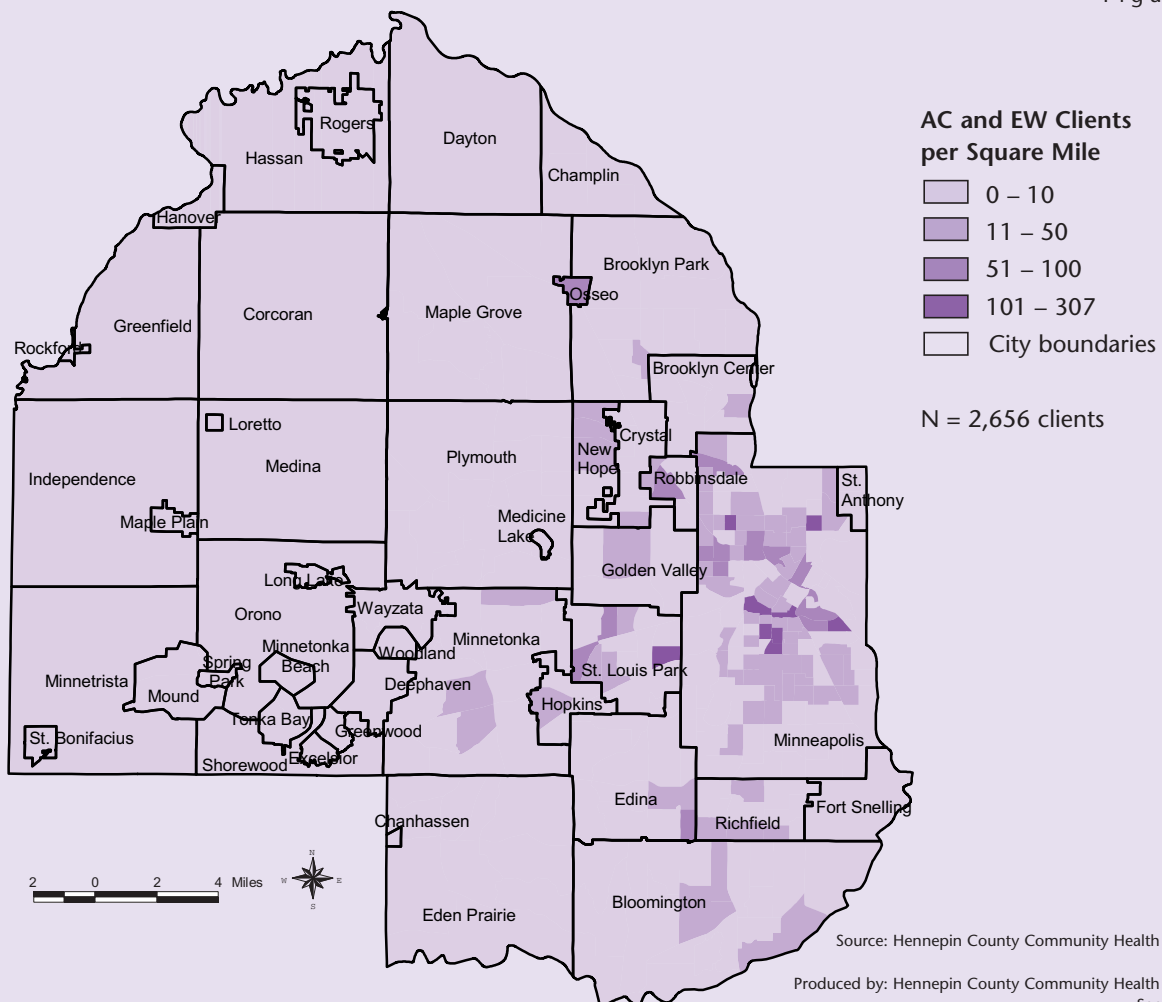 Rogers
Dayton
Hassan
Champlin
Hanover
Brooklyn Park
Osseo
Corcoran
Maple Grove
Greenfield
Rockford
Brooklyn Center
Loretto
Crystal
New
Hope
Plymouth
Medina
Independence
Robbinsdale
St.
Anthony
Maple Plain
Medicine
Lake
Golden Valley
Long Lake
Wayzata
Orono
Minnetonka
Minnetonka
Beach
Woodland
Spring
Park
St. Louis Park
Minnetrista
Deephaven
Mound
Hopkins
Tonka Bay
Greenwood
St. Bonifacius
Minneapolis
Excelsior
Shorewood
Edina
Fort Snelling
Richfield
Chanhassen
Bloomington
Eden Prairie
AC and EW Clients
per Square Mile
0 – 10
11 – 50
51 – 100
101 – 307
City boundaries
N = 2,656 clients
2 0 2 4 Miles
N
W E
S
Source: Hennepin County Community Health
Produced by: Hennepin County Community Health